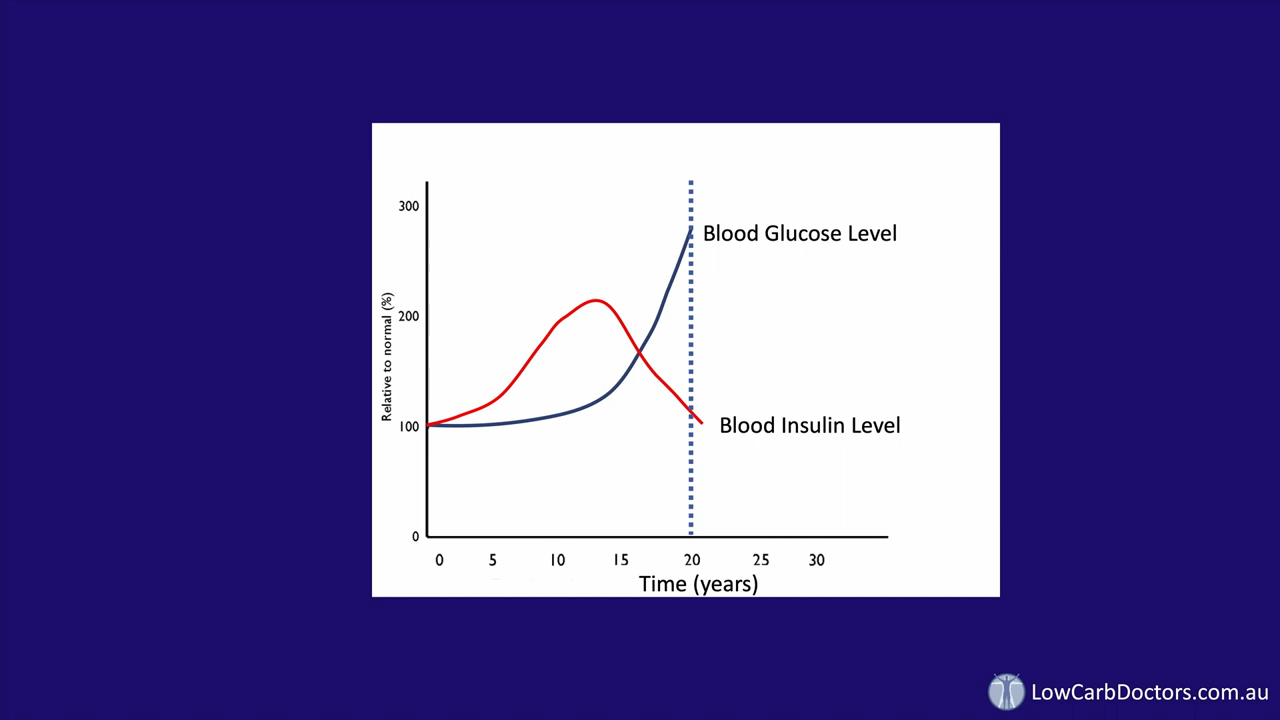 300
Blood Glucose Level
200
Relative to normal (%)
100
Blood Insulin Level
0
0 5 10 15 20 25 30
Time (years)
LowCarbDoctors.com.au